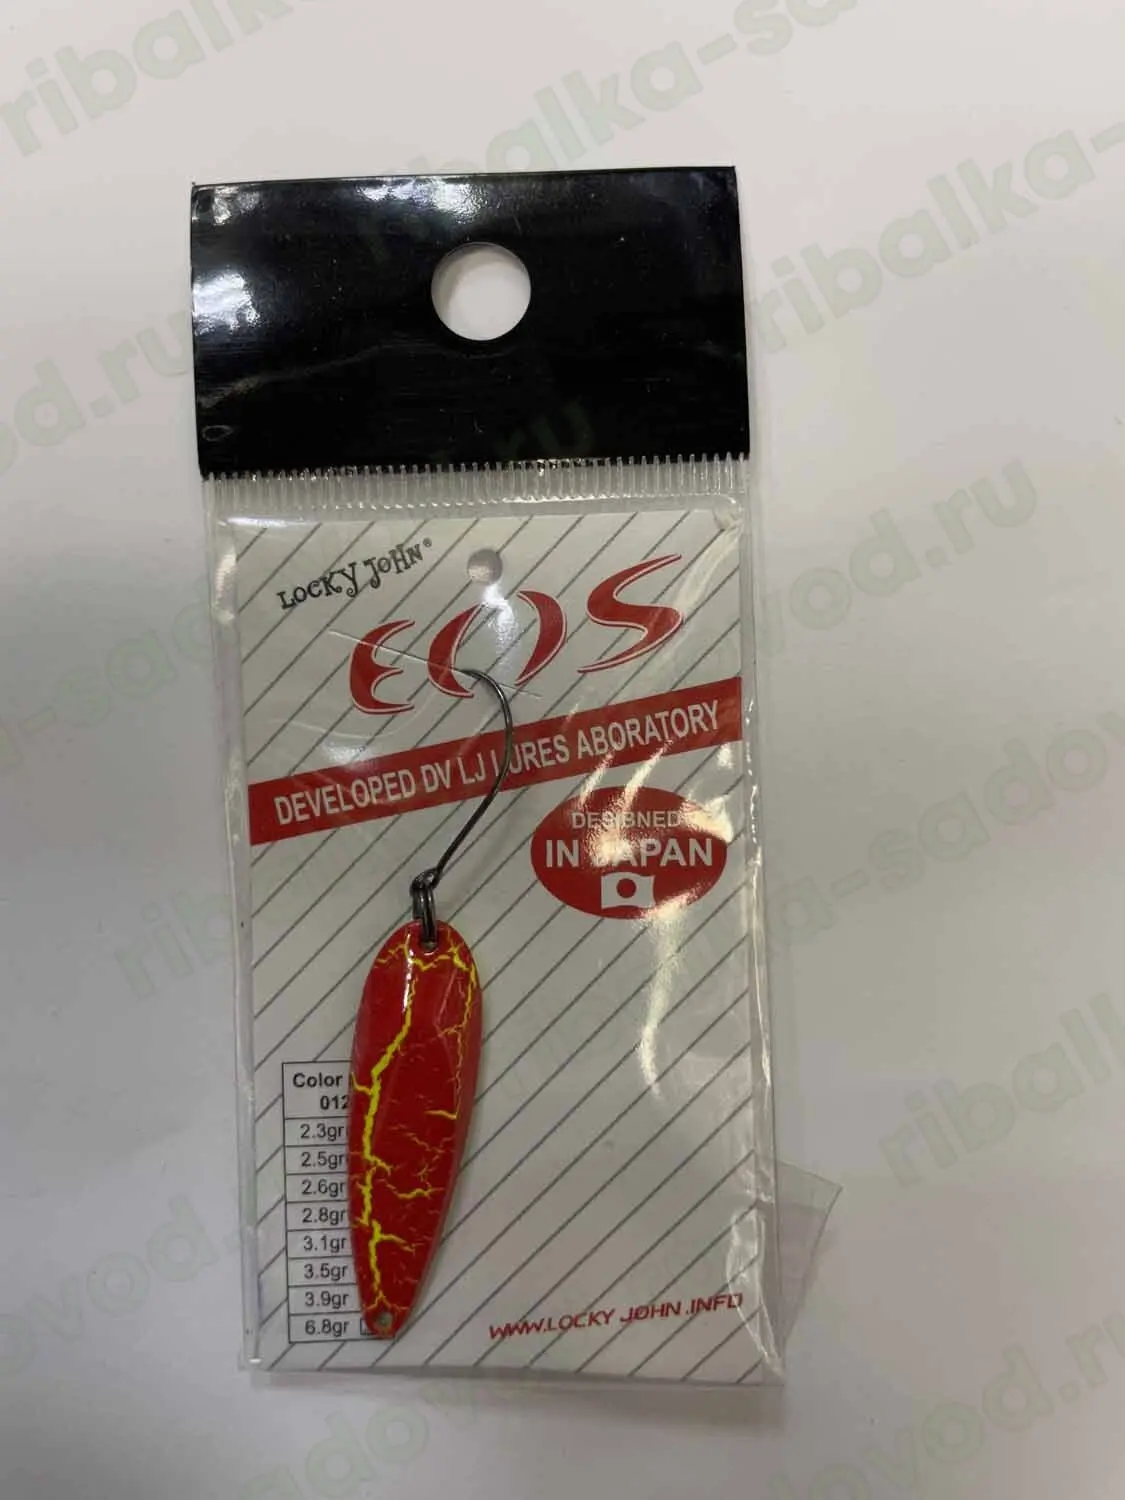 LOCKY JOHN®
EOS
DEVELOPED DV LJ LURES ABORATORY
DESIBNED
IN JAPAN
Color
012
2.3gr
2.5gr
2.6gr
2.8gr
3.1gr
3.5gr
3.9gr
6.8gr
WWW.LOCKY JOHN.INFO
ribalka-sadovod.ru